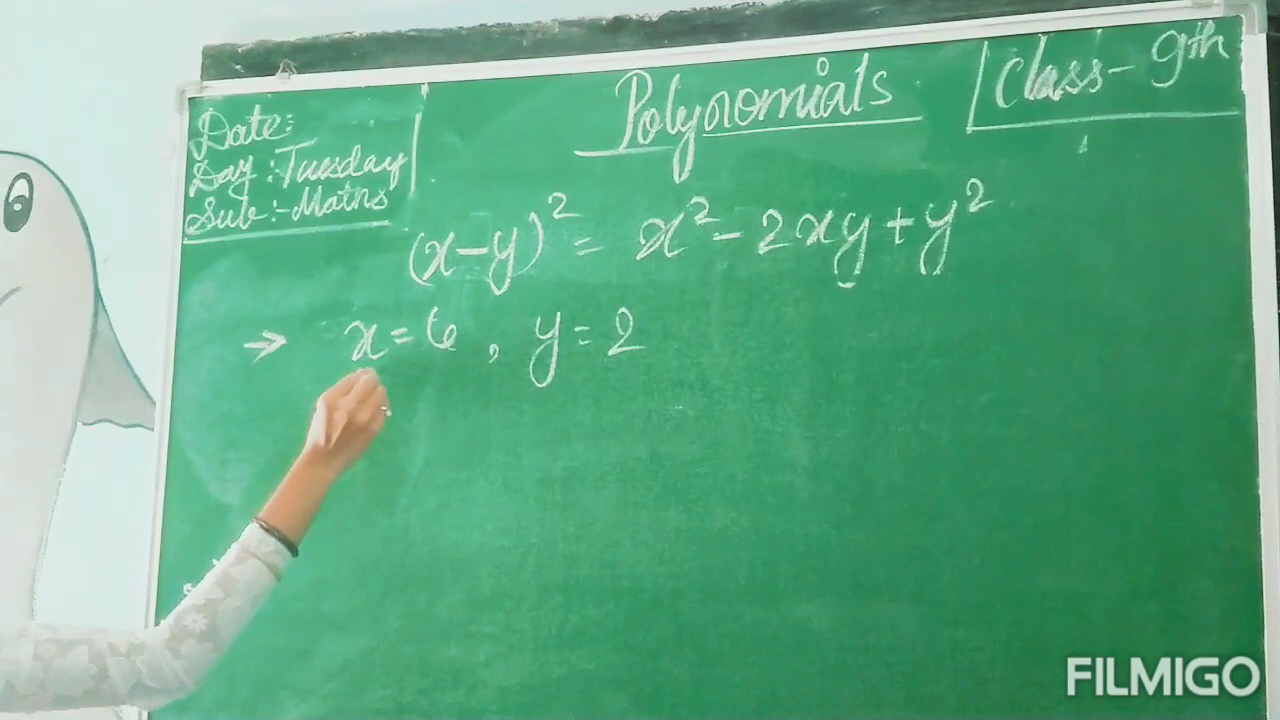 Polynomials
Class- 9th
Date:
Day: Tuesday
Sub:- Maths
(x-y)² = x² - 2xy + y²
→ x = 6, y = 2
FILMIGO